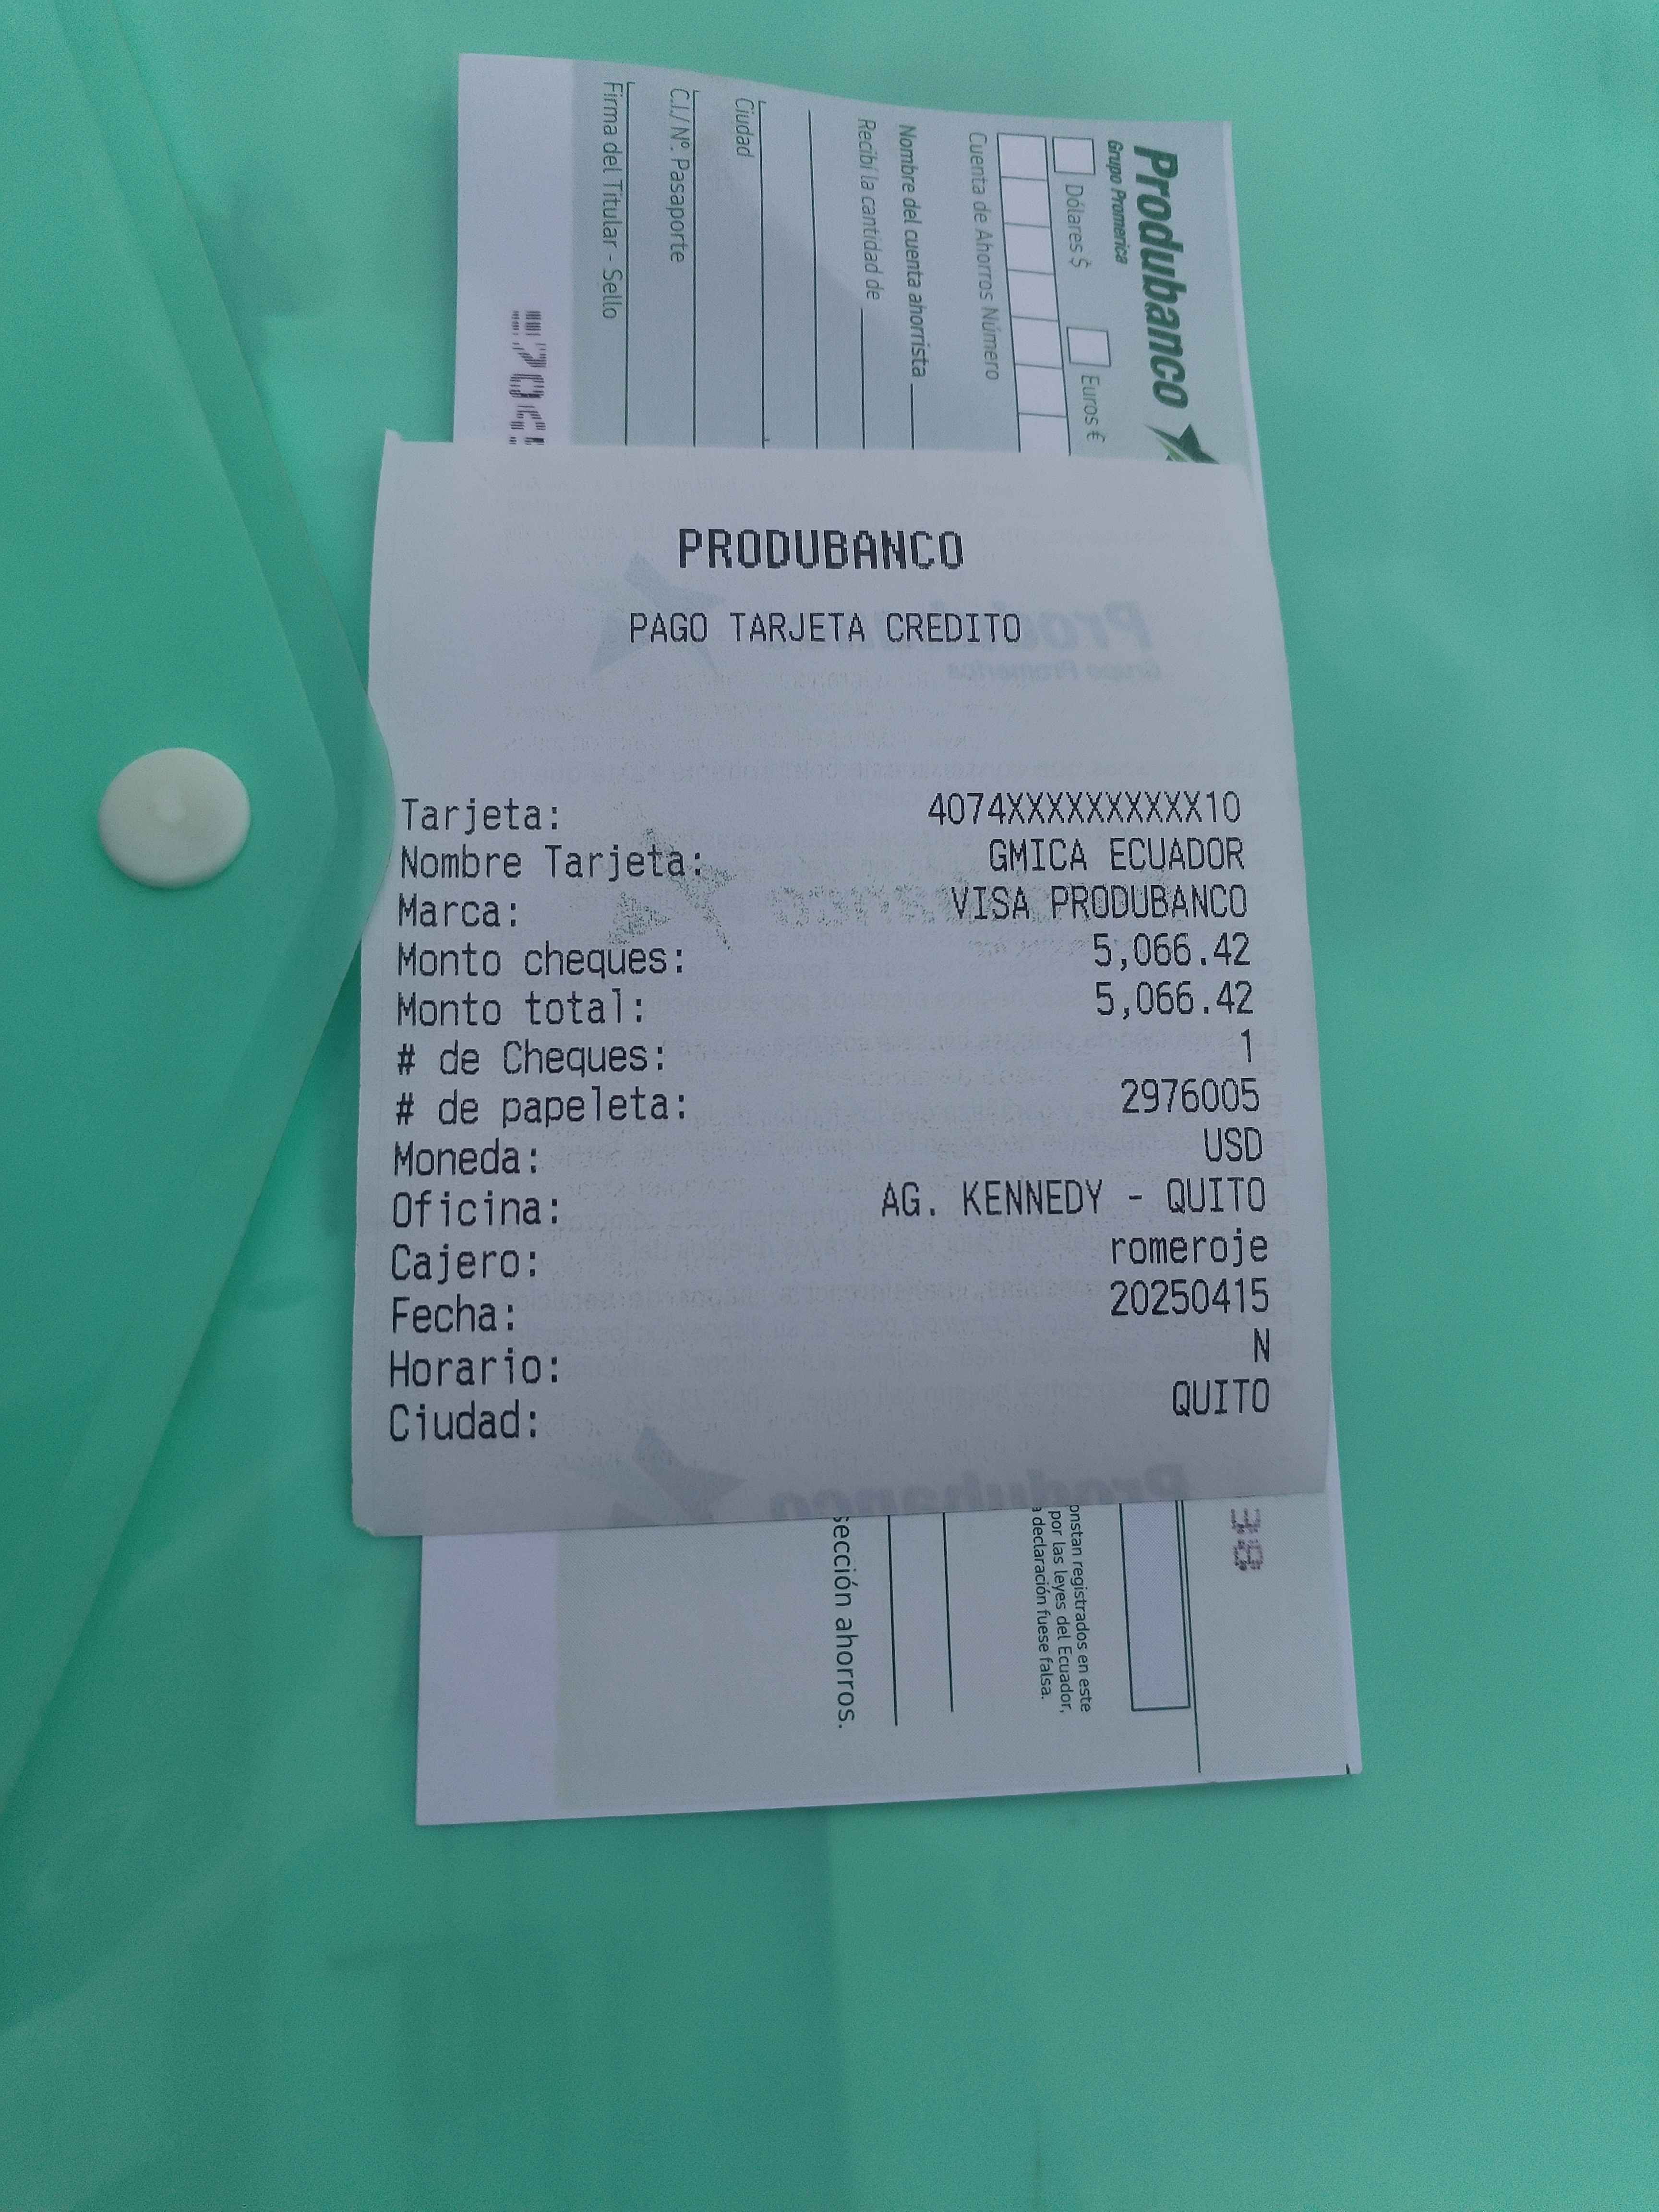 Produbanco
Grupo Promerica
Dólares $ Euros €
Cuenta de Ahorros Número
Nombre del cuenta ahorrista
Recibí la cantidad de
Ciudad
C.I./ Nº. Pasaporte
Firma del Titular - Sello
PRODUBANCO
PAGO TARJETA CREDITO
Tarjeta: 4074XXXXXXXXXX10
Nombre Tarjeta: GMICA ECUADOR
Marca: VISA PRODUBANCO
Monto cheques: 5,066.42
Monto total: 5,066.42
# de Cheques: 1
# de papeleta: 2976005
Moneda: USD
Oficina: AG. KENNEDY - QUITO
Cajero: romeroje
Fecha: 20250415
Horario: N
Ciudad: QUITO
onstan registrados en este
por las leyes del Ecuador,
a declaración fuese falsa.
sección ahorros.